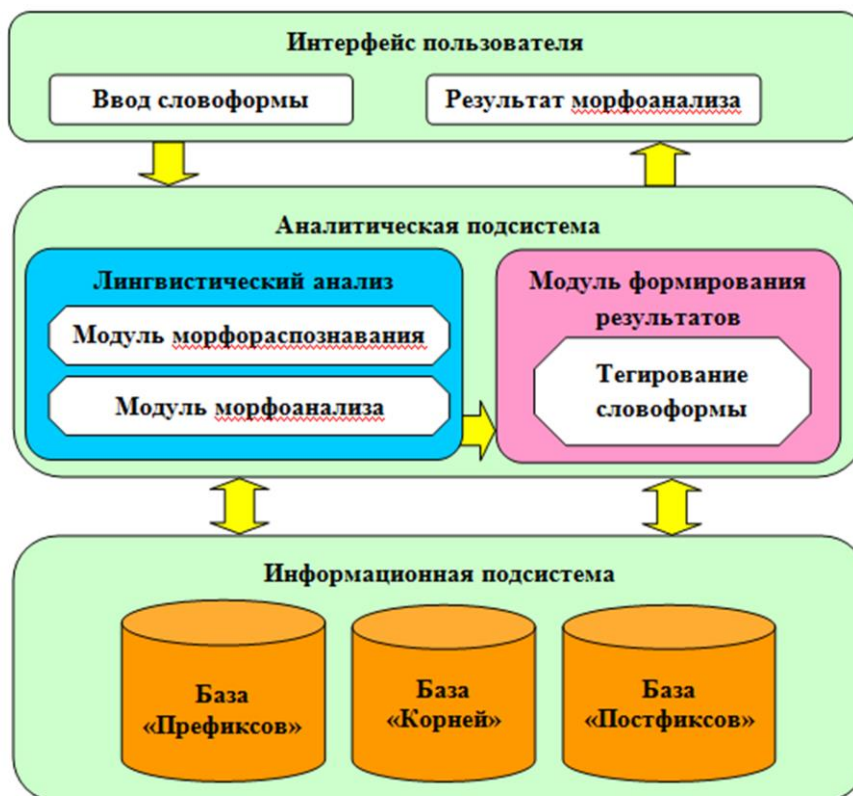 Интерфейс пользователя
Ввод словоформы
Результат морфоанализа
Аналитическая подсистема
Лингвистический анализ
Модуль морфораспознавания
Модуль морфоанализа
Модуль формирования
результатов
Тегирование
словоформы
Информационная подсистема
База
«Префиксов»
База
«Корней»
База
«Постфиксов»